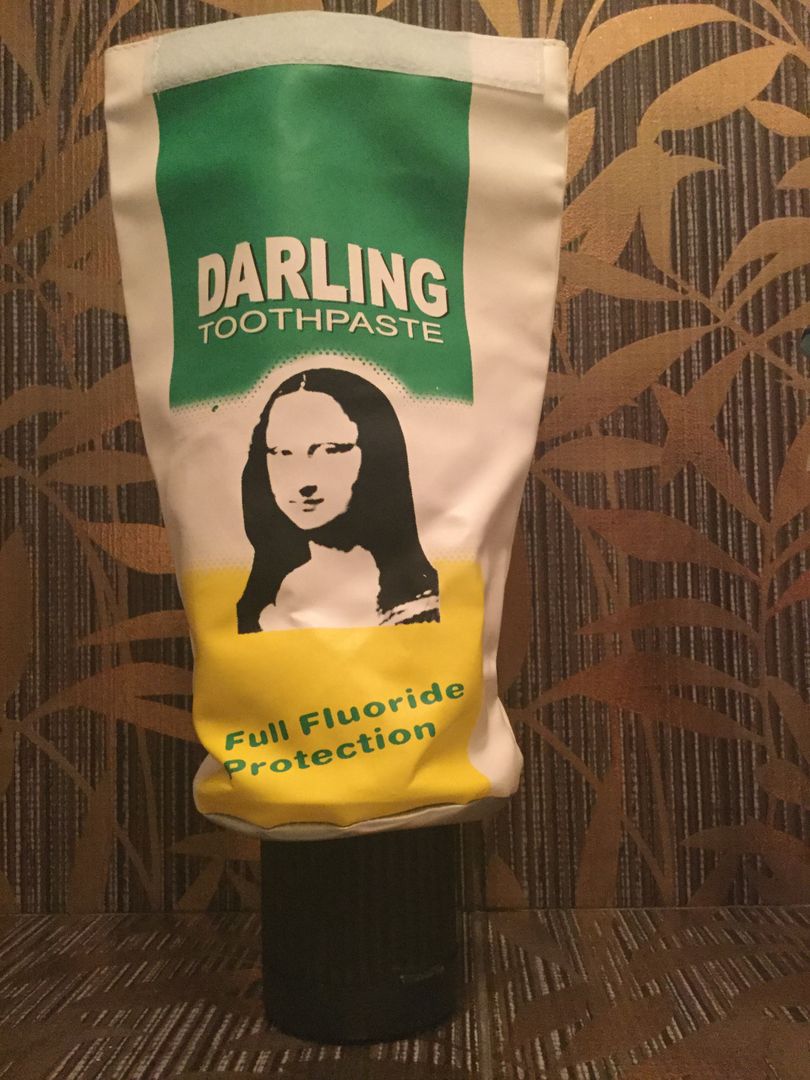 DARLING
TOOTHPASTE
Full Fluoride
Protection